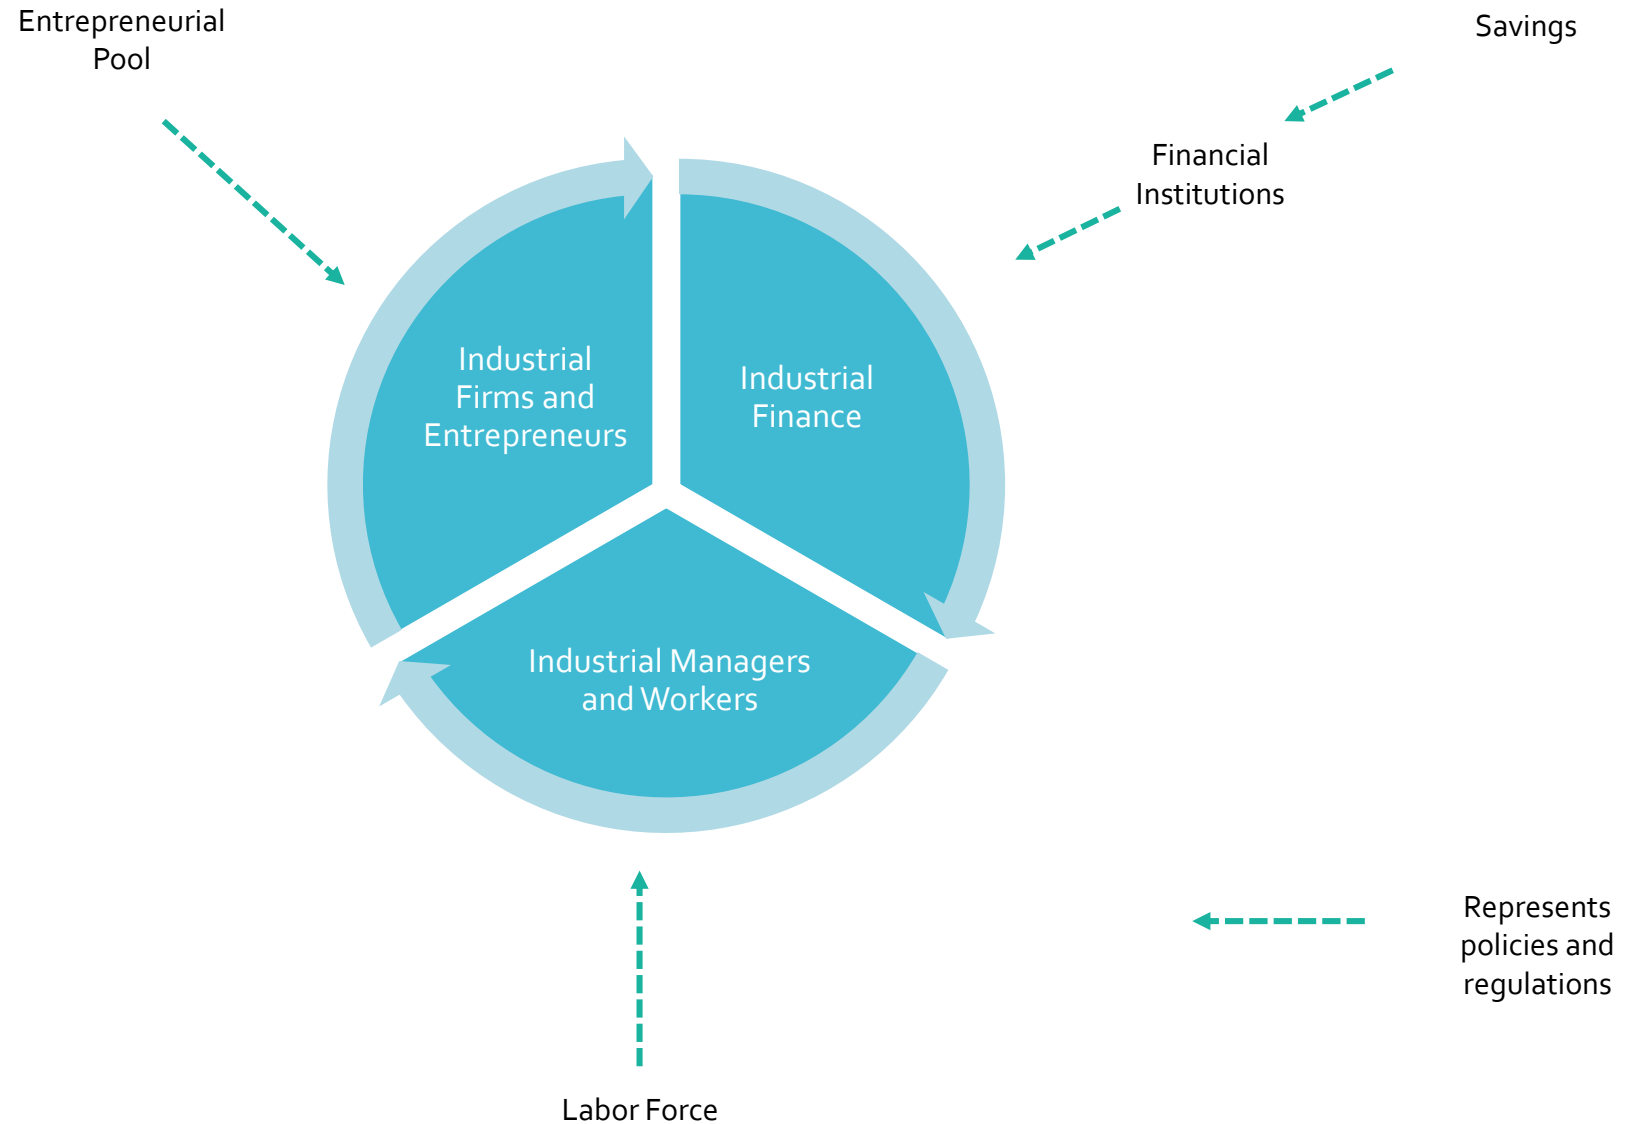 Entrepreneurial
Pool
Savings
Financial
Institutions
Industrial
Firms and
Entrepreneurs
Industrial
Finance
Industrial Managers
and Workers
Represents
policies and
regulations
Labor Force